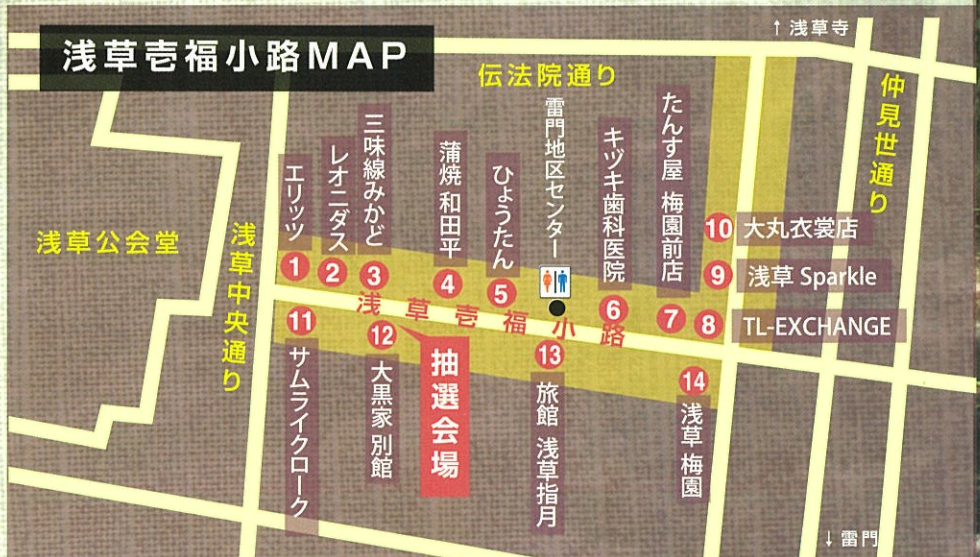 浅草壱福小路MAP
↑ 浅草寺
伝法院通り
仲見世通り
浅草公会堂
浅草中央通り
エリッツ
1
レオニダス
2
三味線みかど
3
蒲焼 和田平
4
ひょうたん
5
雷門地区センター
キヅキ歯科医院
6
たんす屋 梅園前店
7
8 TL-EXCHANGE
9 浅草 Sparkle
10 大丸衣裳店
浅草壱福小路
11
サムライクローク
12
大黒家 別館
抽選会場
13
旅館 浅草指月
14
浅草 梅園
↓ 雷門